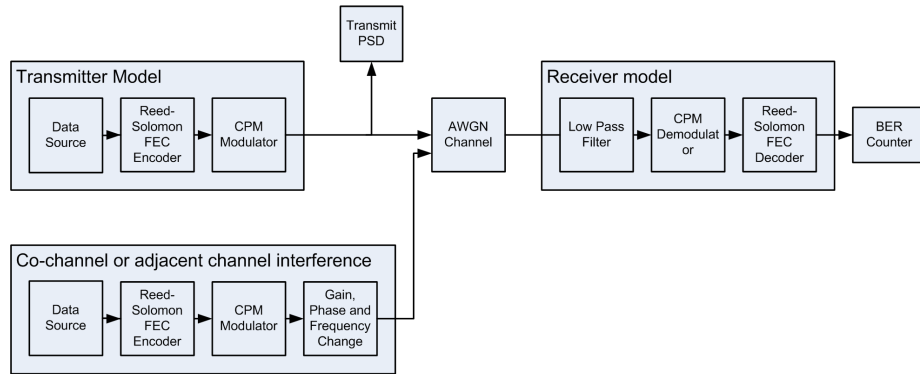 Transmit
PSD
Transmitter Model
Data
Source
Reed-
Solomon
FEC
Encoder
CPM
Modulator
AWGN
Channel
Receiver model
Low Pass
Filter
CPM
Demodulat
or
Reed-
Solomon
FEC
Decoder
BER
Counter
Co-channel or adjacent channel interference
Data
Source
Reed-
Solomon
FEC
Encoder
CPM
Modulator
Gain,
Phase and
Frequency
Change